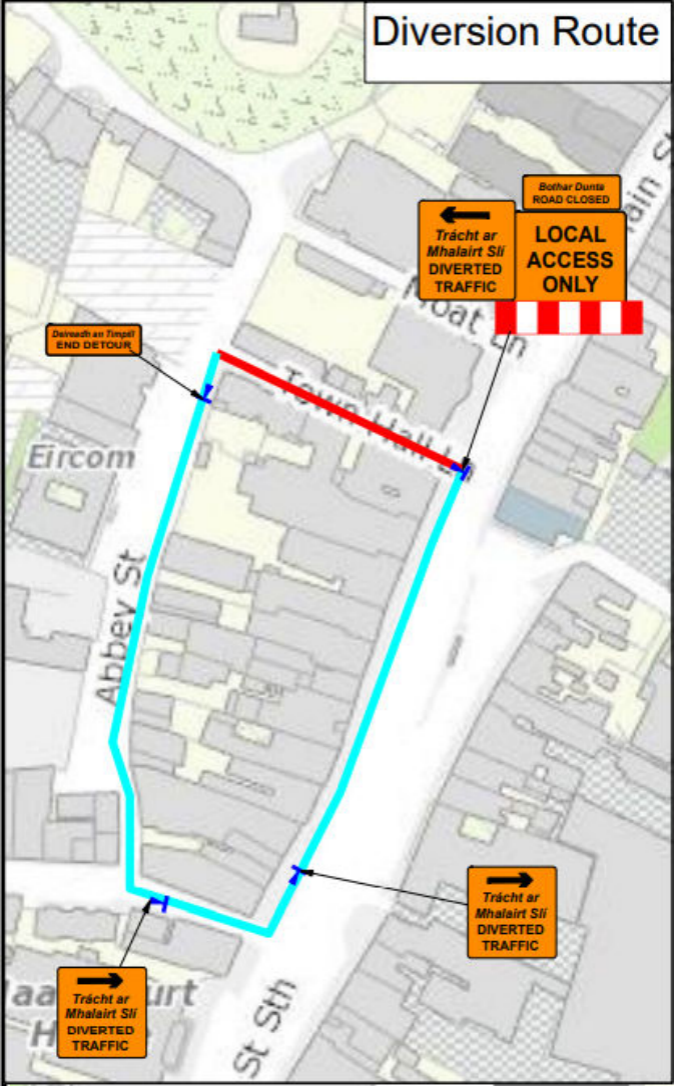 Diversion Route
Bothar Dunta
ROAD CLOSED
Trácht ar
Mhalairt Slí
DIVERTED
TRAFFIC
LOCAL
ACCESS
ONLY
Moat Ln
Deireadh an Timpill
END DETOUR
Town Hall
Eircom
Abbey St
Trácht ar
Mhalairt Slí
DIVERTED
TRAFFIC
Trácht ar
Mhalairt Slí
DIVERTED
TRAFFIC
St Sth